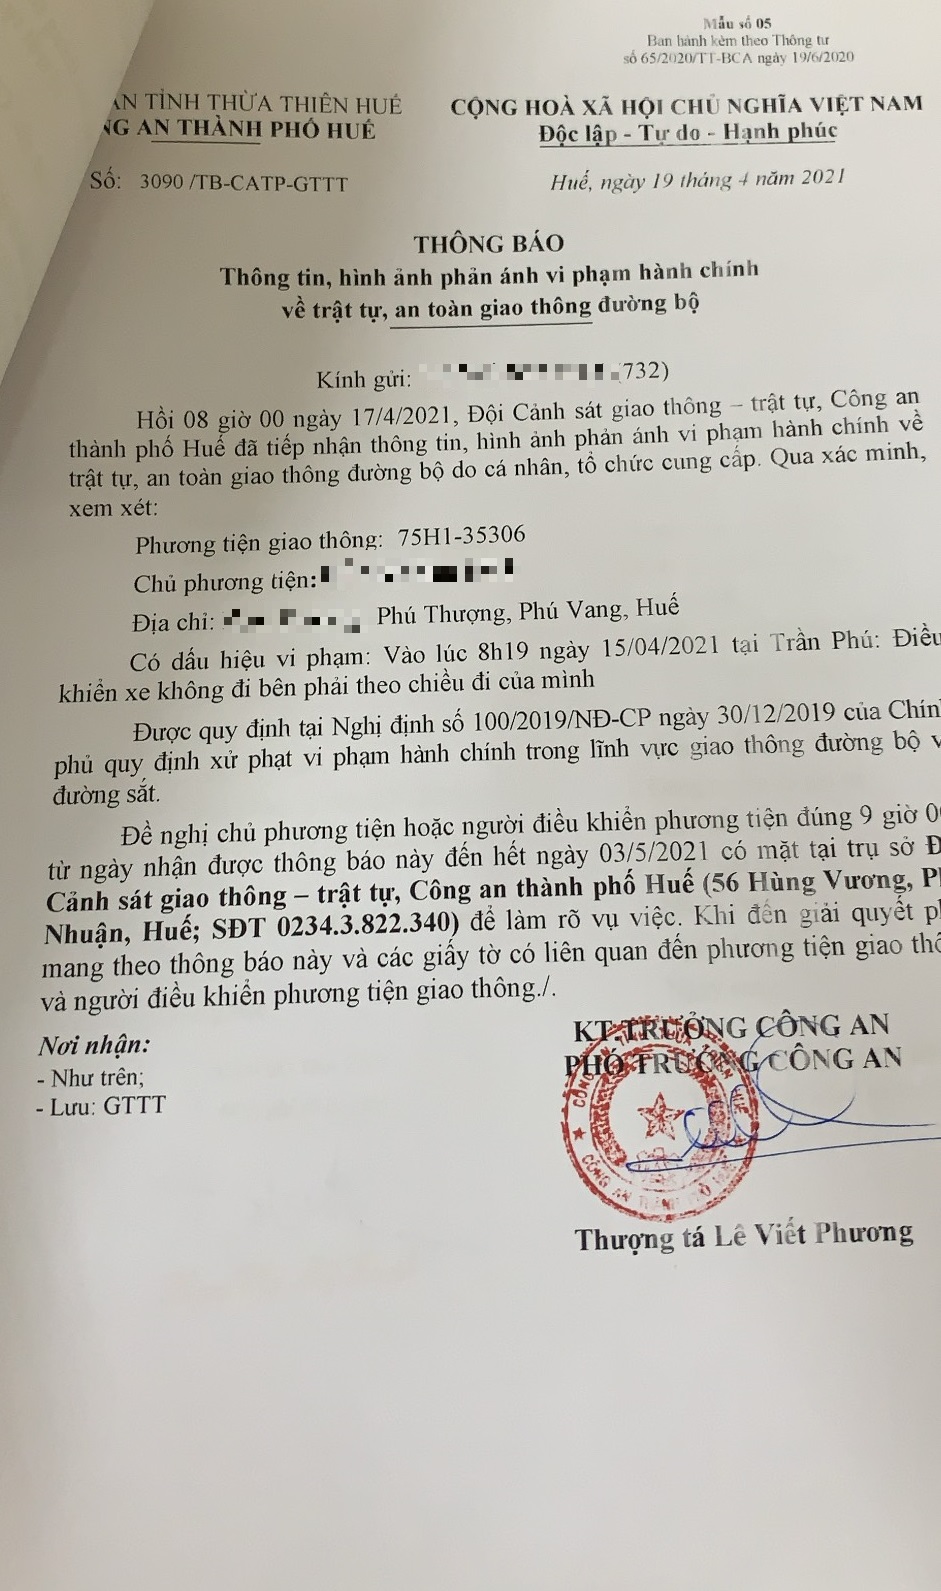 Mẫu số 05
Ban hành kèm theo Thông tư
số 65/2020/TT-BCA ngày 19/6/2020
AN TỈNH THỪA THIÊN HUẾ
NG AN THÀNH PHỐ HUẾ
CỘNG HOÀ XÃ HỘI CHỦ NGHĨA VIỆT NAM
Độc lập - Tự do - Hạnh phúc
Số: 3090 /TB-CATP-GTTT
Huế, ngày 19 tháng 4 năm 2021
THÔNG BÁO
Thông tin, hình ảnh phản ánh vi phạm hành chính
về trật tự, an toàn giao thông đường bộ
Kính gửi: 732)
Hồi 08 giờ 00 ngày 17/4/2021, Đội Cảnh sát giao thông – trật tự, Công an
thành phố Huế đã tiếp nhận thông tin, hình ảnh phản ánh vi phạm hành chính về
trật tự, an toàn giao thông đường bộ do cá nhân, tổ chức cung cấp. Qua xác minh,
xem xét:
Phương tiện giao thông: 75H1-35306
Chủ phương tiện:
Địa chỉ: Phú Thượng, Phú Vang, Huế
Có dấu hiệu vi phạm: Vào lúc 8h19 ngày 15/04/2021 tại Trần Phú: Điều
khiển xe không đi bên phải theo chiều đi của mình
Được quy định tại Nghị định số 100/2019/NĐ-CP ngày 30/12/2019 của Chín
phủ quy định xử phạt vi phạm hành chính trong lĩnh vực giao thông đường bộ v
đường sắt.
Đề nghị chủ phương tiện hoặc người điều khiển phương tiện đúng 9 giờ 0
từ ngày nhận được thông báo này đến hết ngày 03/5/2021 có mặt tại trụ sở Đ
Cảnh sát giao thông – trật tự, Công an thành phố Huế (56 Hùng Vương, P
Nhuận, Huế; SĐT 0234.3.822.340) để làm rõ vụ việc. Khi đến giải quyết p
mang theo thông báo này và các giấy tờ có liên quan đến phương tiện giao thô
và người điều khiển phương tiện giao thông./.
Nơi nhận:
- Như trên;
- Lưu: GTTT
KT.TRƯỞNG CÔNG AN
PHÓ TRƯỞNG CÔNG AN
CÔNG AN THÀNH PHỐ HUẾ
Thượng tá Lê Viết Phương